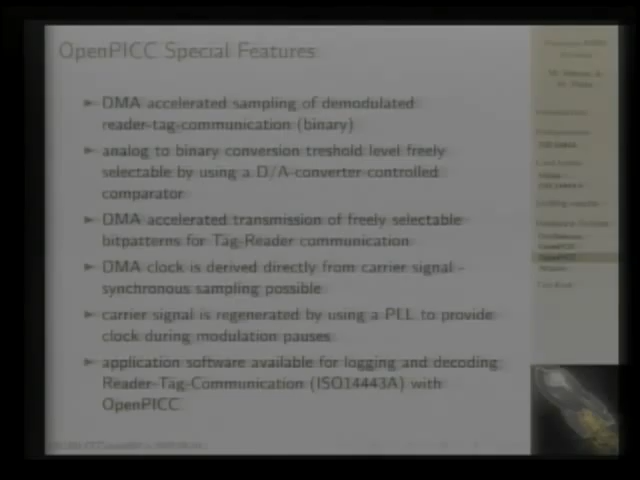 OpenPICC Special Features
► DMA accelerated sampling of demodulated
reader-tag-communication (binary)
► analog to binary conversion treshold level freely
selectable by using a D/A-converter controlled
comparator
► DMA accelerated transmission of freely selectable
bitpatterns for Tag-Reader communication
► DMA clock is derived directly from carrier signal -
synchronous sampling possible
► carrier signal is regenerated by using a PLL to provide
clock during modulation pauses
► application software available for logging and decoding
Reader-Tag-Communication (ISO14443A) with
OpenPICC